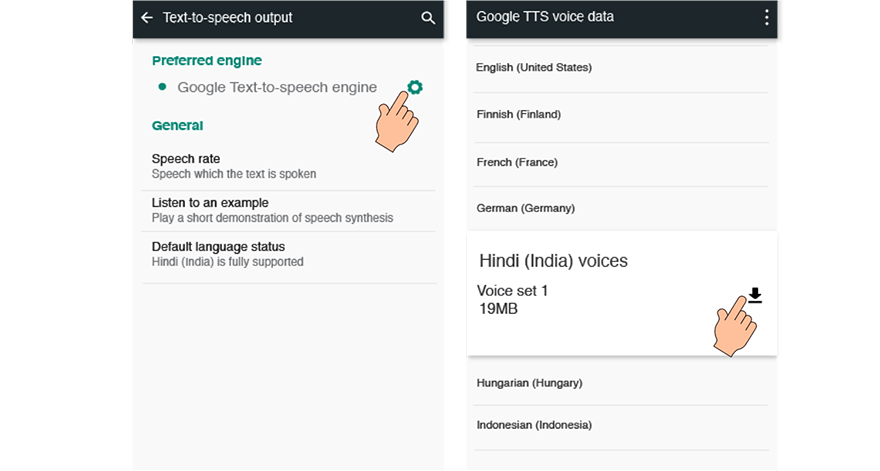 Text-to-speech output
Preferred engine
Google Text-to-speech engine
General
Speech rate
Speech which the text is spoken
Listen to an example
Play a short demonstration of speech synthesis
Default language status
Hindi (India) is fully supported
Google TTS voice data
English (United States)
Finnish (Finland)
French (France)
German (Germany)
Hindi (India) voices
Voice set 1
19MB
Hungarian (Hungary)
Indonesian (Indonesia)